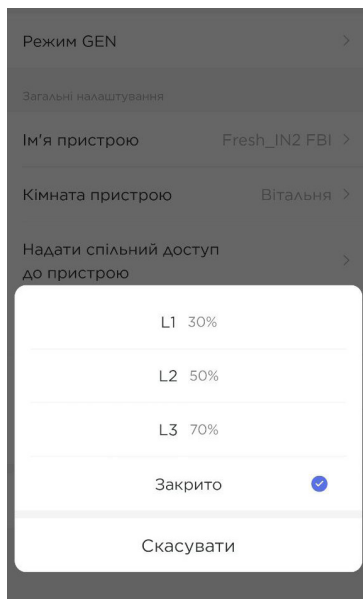 Режим GEN
Загальні налаштування
Ім'я пристрою Fresh_IN2 FBI
Кімната пристрою Вітальня
Надати спільний доступ
до пристрою
L1 30%
L2 50%
L3 70%
Закрито
Скасувати